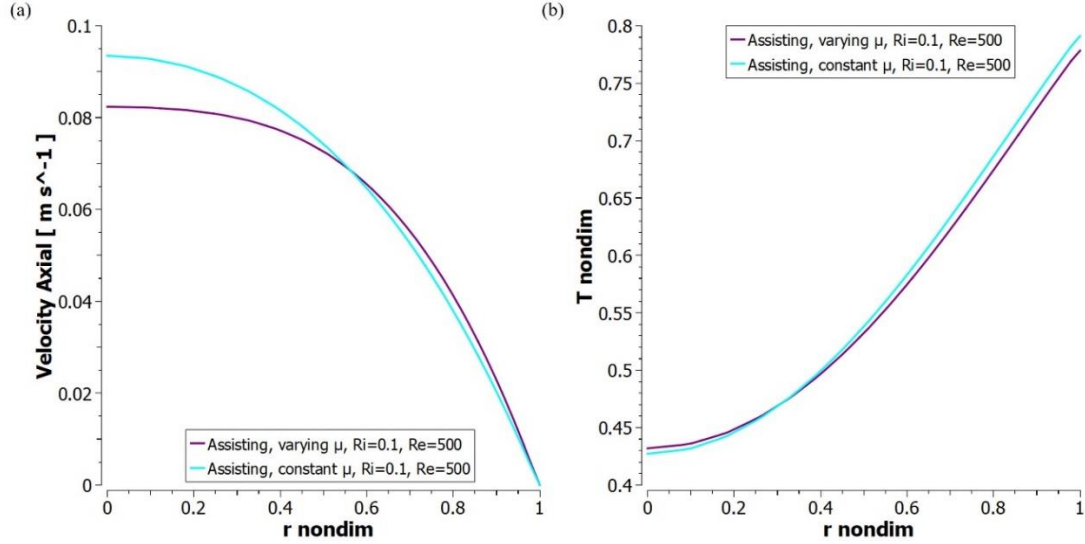 (a)
0.1
0.08
0.06
0.04
0.02
0
Velocity Axial [ m s^-1 ]
Assisting, varying μ, Ri=0.1, Re=500
Assisting, constant μ, Ri=0.1, Re=500
0 0.2 0.4 0.6 0.8 1
r nondim
(b)
0.8
0.75
0.7
0.65
0.6
0.55
0.5
0.45
0.4
T nondim
Assisting, varying μ, Ri=0.1, Re=500
Assisting, constant μ, Ri=0.1, Re=500
0 0.2 0.4 0.6 0.8 1
r nondim